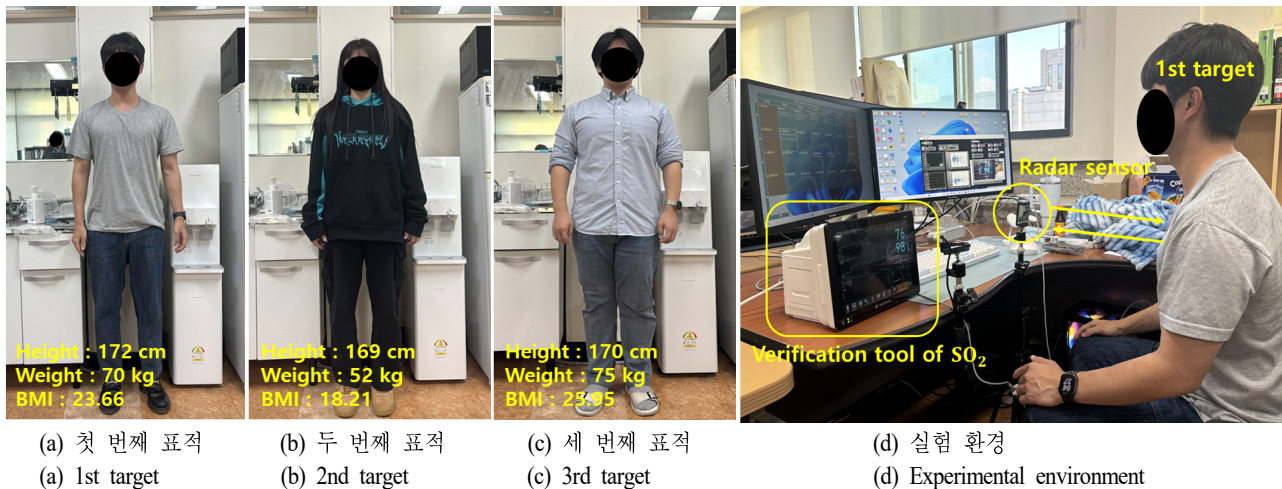 Height : 172 cm
Weight : 70 kg
BMI : 23.66
Height : 169 cm
Weight : 52 kg
BMI : 18.21
Height : 170 cm
Weight : 75 kg
BMI : 25.95
1st target
Radar sensor
76
98
Verification tool of SO₂
(a) 첫 번째 표적
(a) 1st target
(b) 두 번째 표적
(b) 2nd target
(c) 세 번째 표적
(c) 3rd target
(d) 실험 환경
(d) Experimental environment